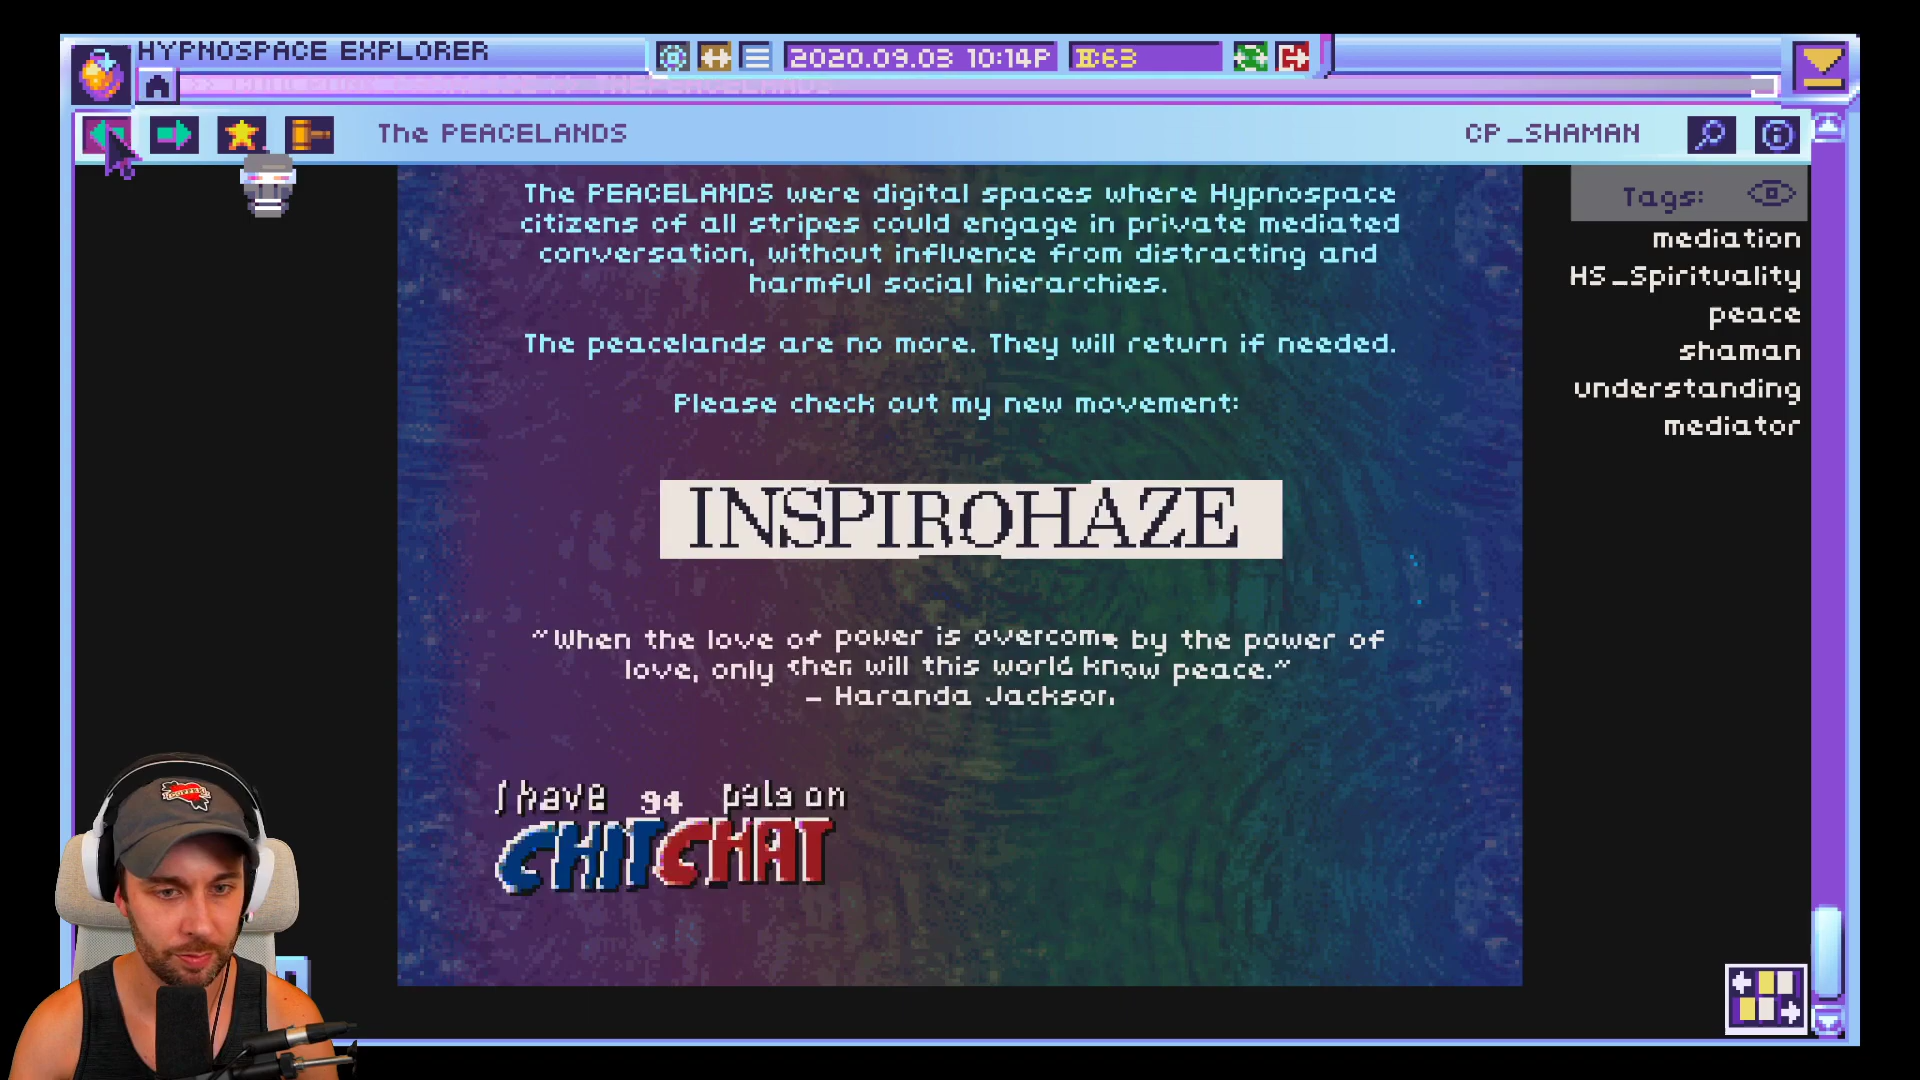 HYPNOSPACE EXPLORER
2020.09.03 10:14P
63
The PEACELANDS
CP_SHAMAN
The PEACELANDS were digital spaces where Hypnospace
citizens of all stripes could engage in private mediated
conversation, without influence from distracting and
harmful social hierarchies.
The peacelands are no more. They will return if needed.
Please check out my new movement:
INSPIROHAZE
"When the love of power is overcome by the power of
love, only then will this world know peace."
- Haranda Jackson
I have 94 pals on
CHITCHAT
Tags:
mediation
HS_Spirituality
peace
shaman
understanding
mediator